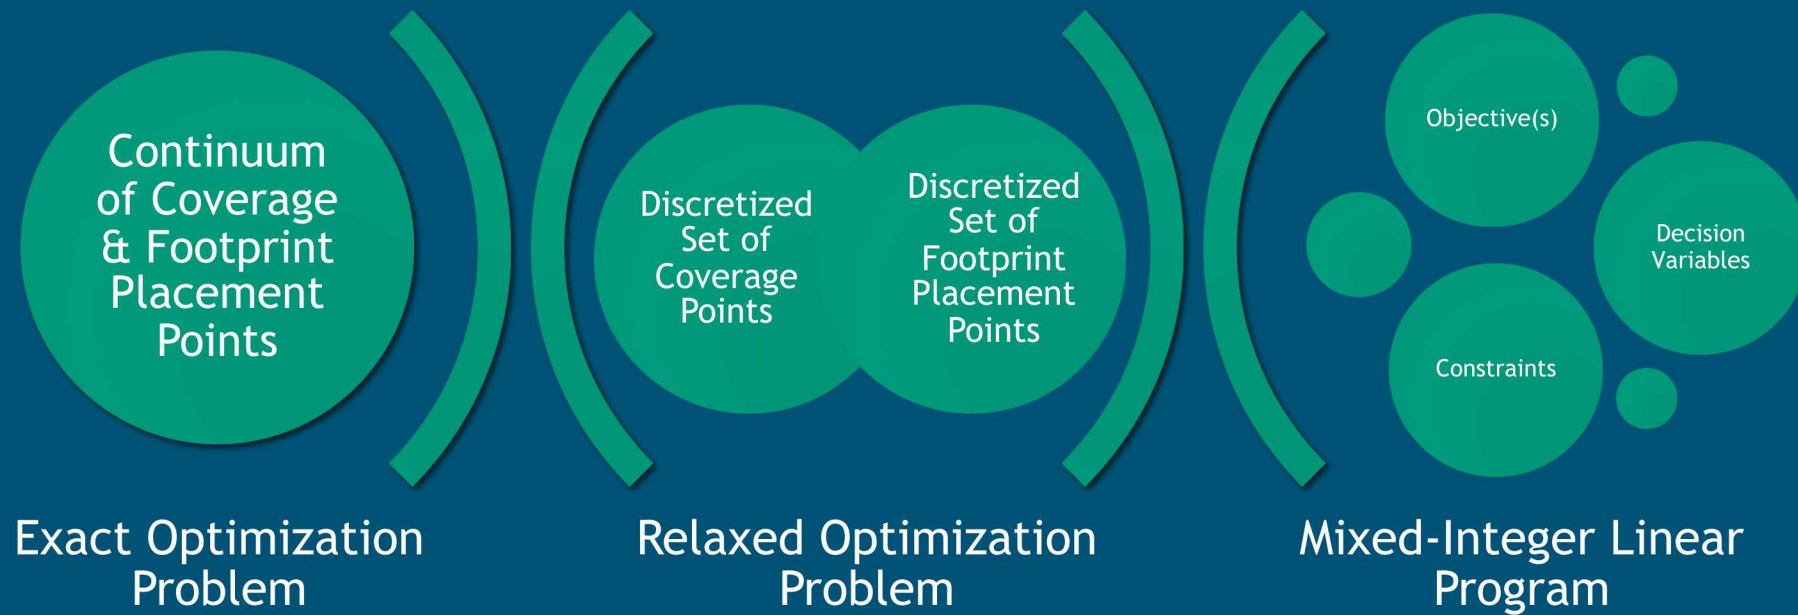 Continuum
of Coverage
& Footprint
Placement
Points
Discretized
Set of
Coverage
Points
Discretized
Set of
Footprint
Placement
Points
Objective(s)
Decision
Variables
Constraints
Exact Optimization
Problem
Relaxed Optimization
Problem
Mixed-Integer Linear
Program